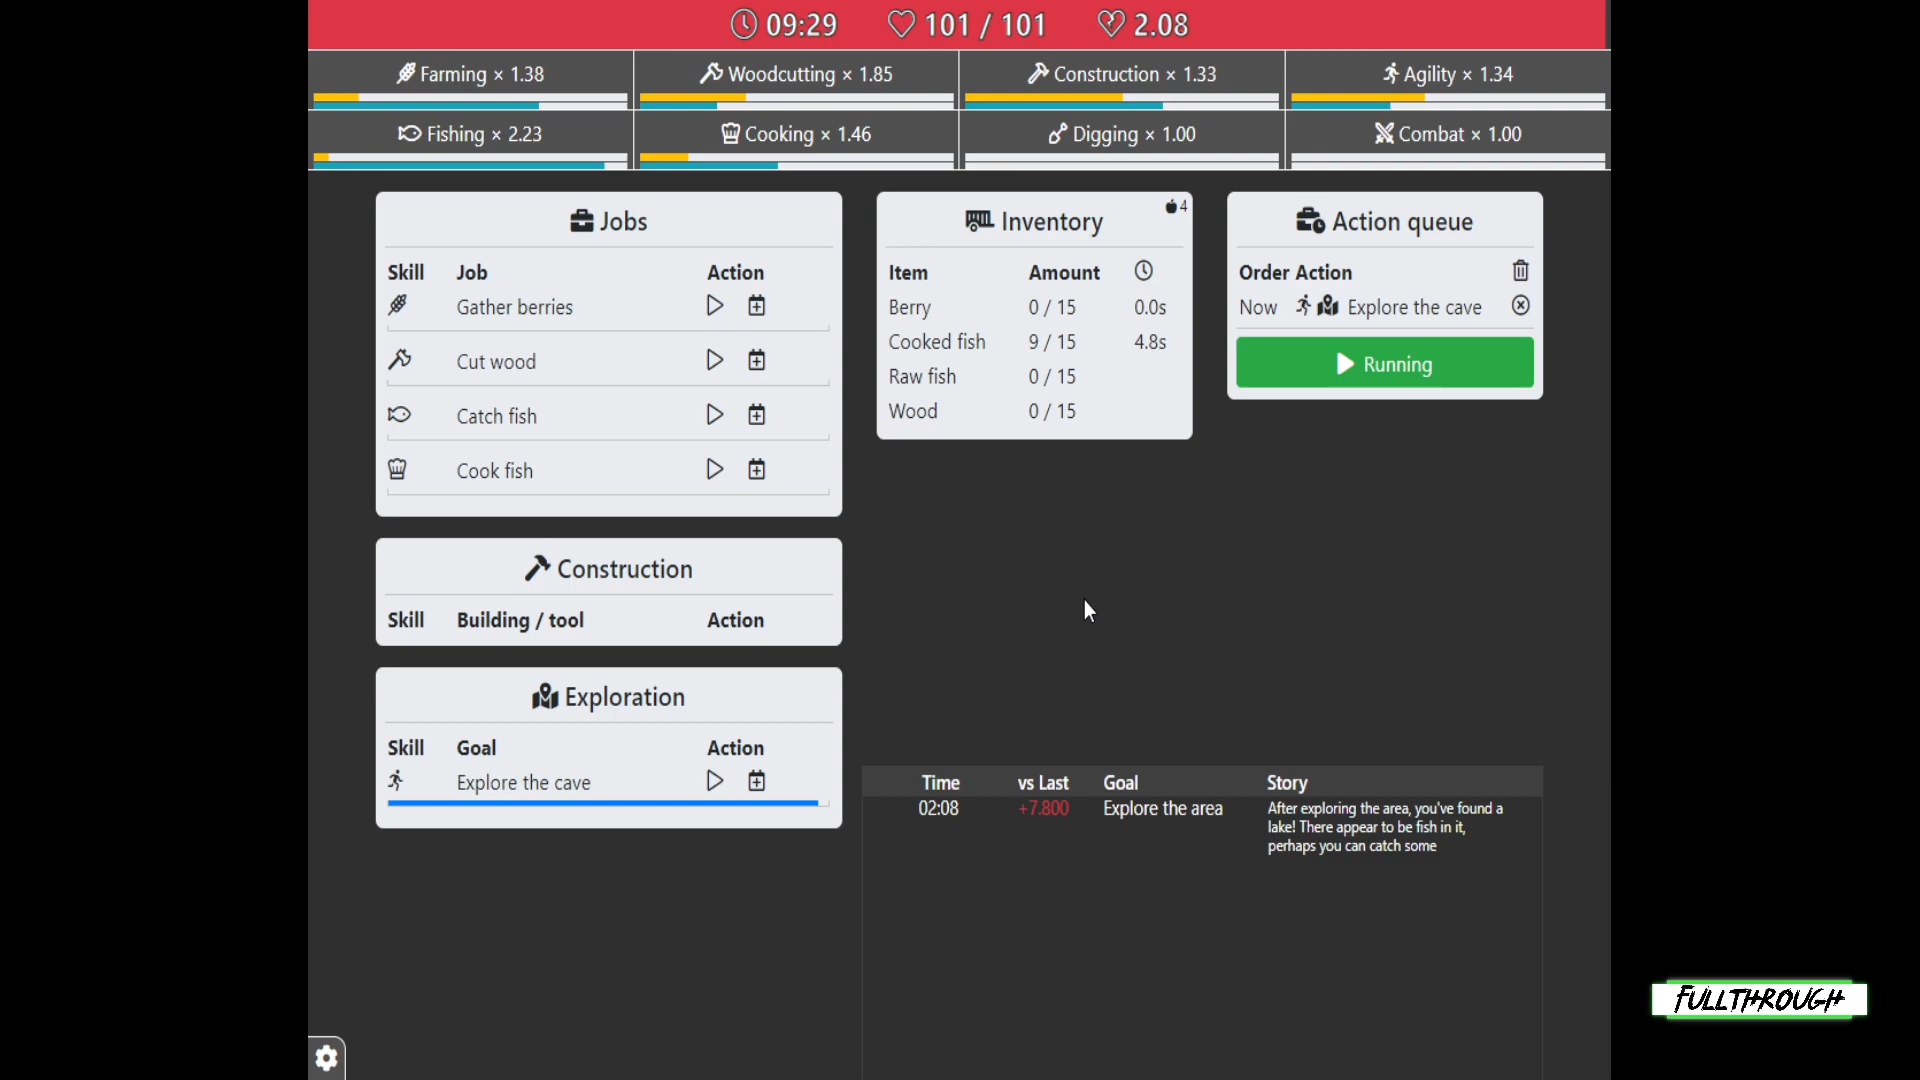 09:29 101 / 101 2.08
Farming × 1.38 Woodcutting × 1.85 Construction × 1.33 Agility × 1.34
Fishing × 2.23 Cooking × 1.46 Digging × 1.00 Combat × 1.00
Jobs
Skill Job Action
Gather berries
Cut wood
Catch fish
Cook fish
Construction
Skill Building / tool Action
Exploration
Skill Goal Action
Explore the cave
Inventory 4
Item Amount
Berry 0 / 15 0.0s
Cooked fish 9 / 15 4.8s
Raw fish 0 / 15
Wood 0 / 15
Action queue
Order Action
Now Explore the cave
Running
Time vs Last Goal Story
02:08 +7.800 Explore the area After exploring the area, you've found a
lake! There appear to be fish in it,
perhaps you can catch some
FULLTHROUGH